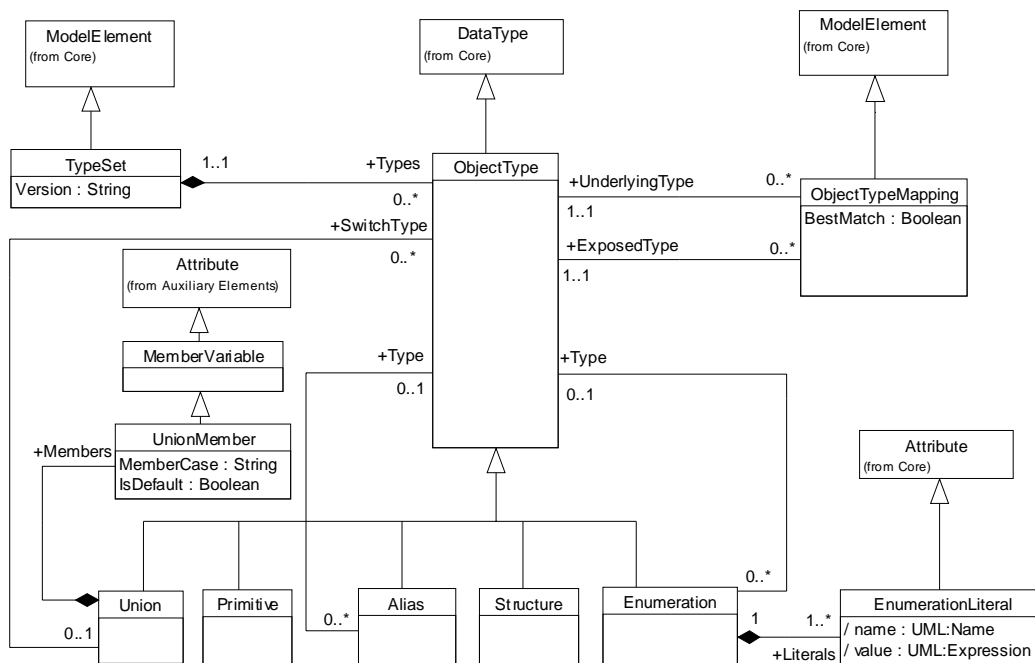 ModelElement
(from Core)
DataType
(from Core)
ModelElement
(from Core)
TypeSet
Version : String
1..1
+Types
0..*
ObjectType
+UnderlyingType
1..1
0..*
ObjectTypeMapping
BestMatch : Boolean
+SwitchType
0..*
+ExposedType
1..1
0..*
Attribute
(from Auxiliary Elements)
MemberVariable
+Type
0..1
+Type
0..1
+Members
UnionMember
MemberCase : String
IsDefault : Boolean
Attribute
(from Core)
Union
0..1
Primitive
Alias
0..*
Structure
Enumeration
0..*
1
1..*
+Literals
EnumerationLiteral
/ name : UML:Name
/ value : UML:Expression